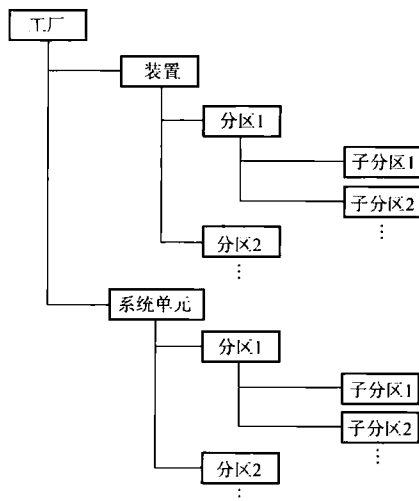 工厂
装置
分区1
子分区1
子分区2
⋮
分区2
⋮
系统单元
分区1
子分区1
子分区2
⋮
分区2
⋮